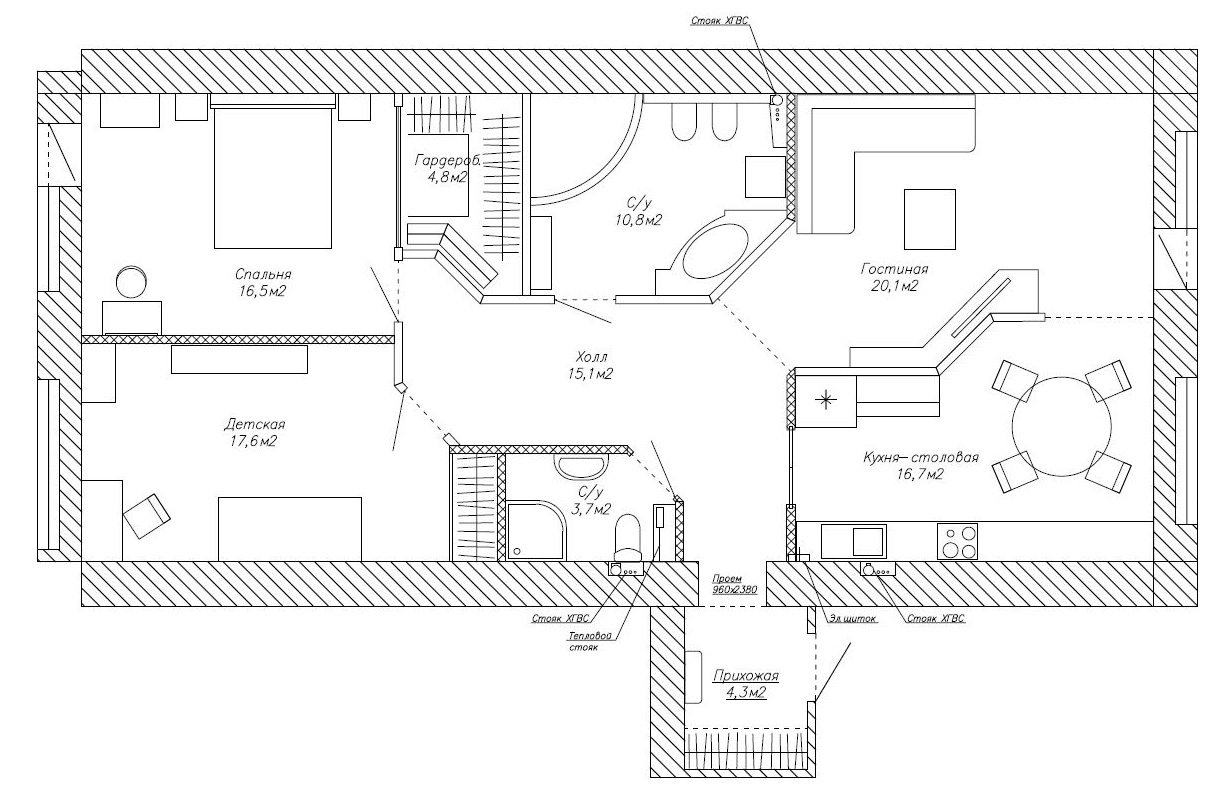 Стояк ХГВС
Гардероб.
4,8м2
С/у
10,8м2
Спальня
16,5м2
Гостиная
20,1м2
Холл
15,1м2
Детская
17,6м2
Кухня-столовая
16,7м2
С/у
3,7м2
Проем
960х2380
Стояк ХГВС
Тепловой
стояк
Эл.щиток
Стояк ХГВС
Прихожая
4,3м2